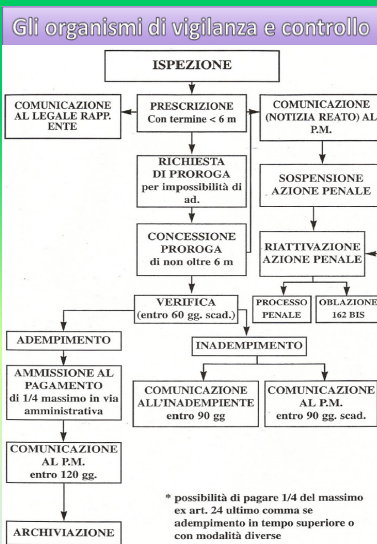 Gli organismi di vigilanza e controllo
ISPEZIONE
COMUNICAZIONE
AL LEGALE RAPP.
ENTE
PRESCRIZIONE
Con termine < 6 m
COMUNICAZIONE
(NOTIZIA REATO) AL
P.M.
RICHIESTA
DI PROROGA
per impossibilità di
ad.
SOSPENSIONE
AZIONE PENALE
CONCESSIONE
PROROGA
di non oltre 6 m
RIATTIVAZIONE
AZIONE PENALE
VERIFICA
(entro 60 gg. scad.)
PROCESSO
PENALE
OBLAZIONE
162 BIS
ADEMPIMENTO
INADEMPIMENTO
AMMISSIONE AL
PAGAMENTO
di 1/4 massimo in via
amministrativa
COMUNICAZIONE
ALL'INADEMPIENTE
entro 90 gg
COMUNICAZIONE
AL P.M.
entro 90 gg. scad.
COMUNICAZIONE
AL P.M.
entro 120 gg.
ARCHIVIAZIONE
* possibilità di pagare 1/4 del massimo
ex art. 24 ultimo comma se
adempimento in tempo superiore o
con modalità diverse